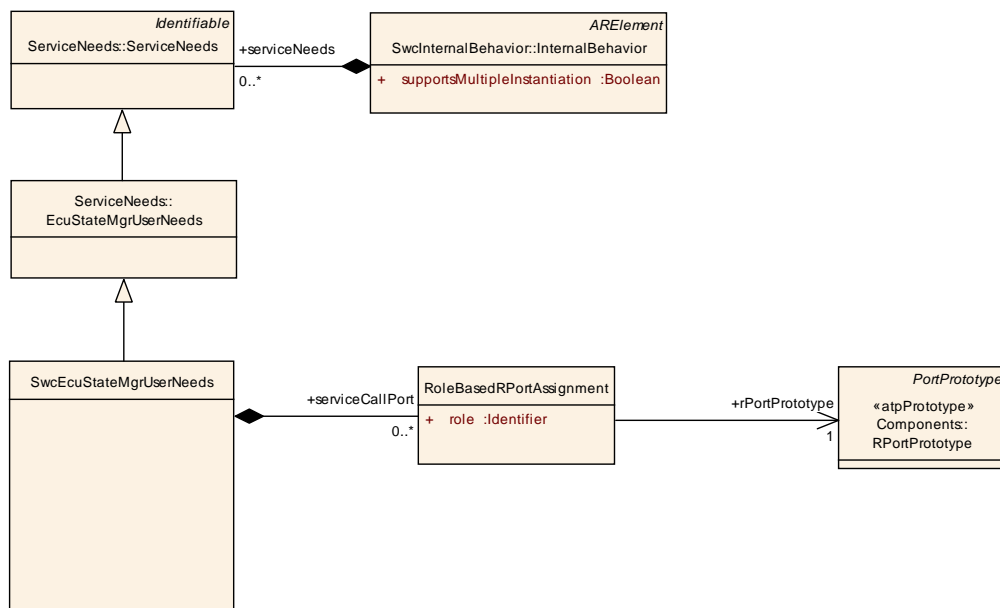 Identifiable
ServiceNeeds::ServiceNeeds
+serviceNeeds
0..*
ARElement
SwcInternalBehavior::InternalBehavior
+ supportsMultipleInstantiation :Boolean
ServiceNeeds::
EcuStateMgrUserNeeds
SwcEcuStateMgrUserNeeds
+serviceCallPort
0..*
RoleBasedRPortAssignment
+ role :Identifier
+rPortPrototype
1
PortPrototype
«atpPrototype»
Components::
RPortPrototype